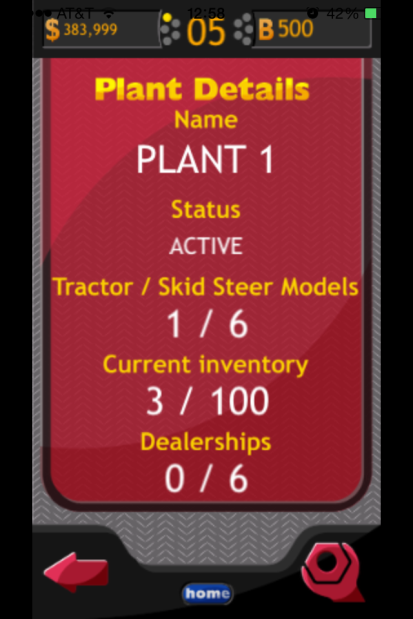 AT&T 12:58 42%
$ 383,999 05 B 500
Plant Details
Name
PLANT 1
Status
ACTIVE
Tractor / Skid Steer Models
1 / 6
Current inventory
3 / 100
Dealerships
0 / 6
home